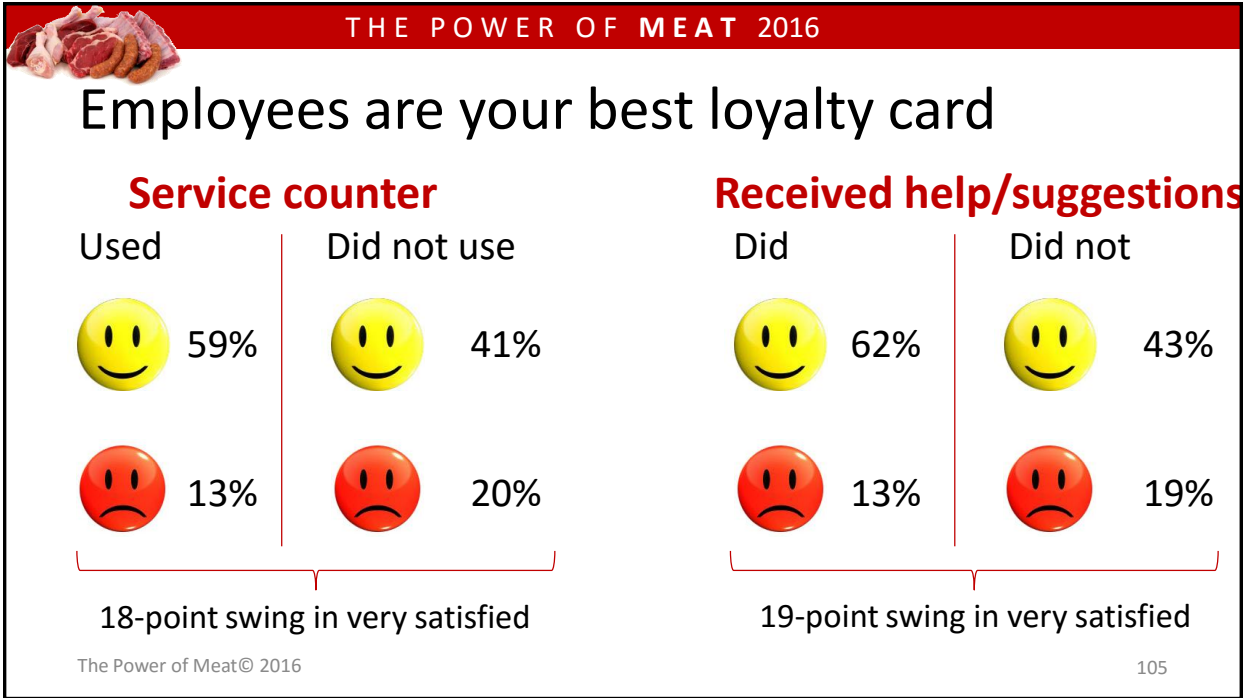 THE POWER OF MEAT 2016
Employees are your best loyalty card
Service counter
Used
Did not use
59%
41%
13%
20%
18-point swing in very satisfied
Received help/suggestions
Did
Did not
62%
43%
13%
19%
19-point swing in very satisfied
The Power of Meat© 2016
105